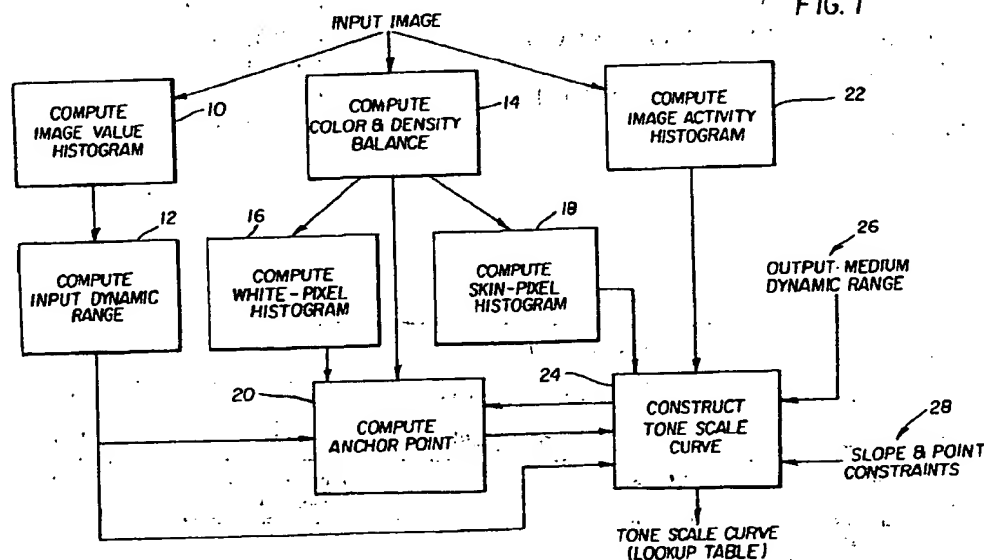 FIG. 1
INPUT IMAGE
COMPUTE
IMAGE VALUE
HISTOGRAM
10
COMPUTE
COLOR & DENSITY
BALANCE
14
COMPUTE
IMAGE ACTIVITY
HISTOGRAM
22
12
COMPUTE
INPUT DYNAMIC
RANGE
16
COMPUTE
WHITE-PIXEL
HISTOGRAM
18
COMPUTE
SKIN-PIXEL
HISTOGRAM
26
OUTPUT-MEDIUM
DYNAMIC RANGE
20
COMPUTE
ANCHOR POINT
24
CONSTRUCT
TONE SCALE
CURVE
28
SLOPE & POINT
CONSTRAINTS
TONE SCALE CURVE
(LOOKUP TABLE)